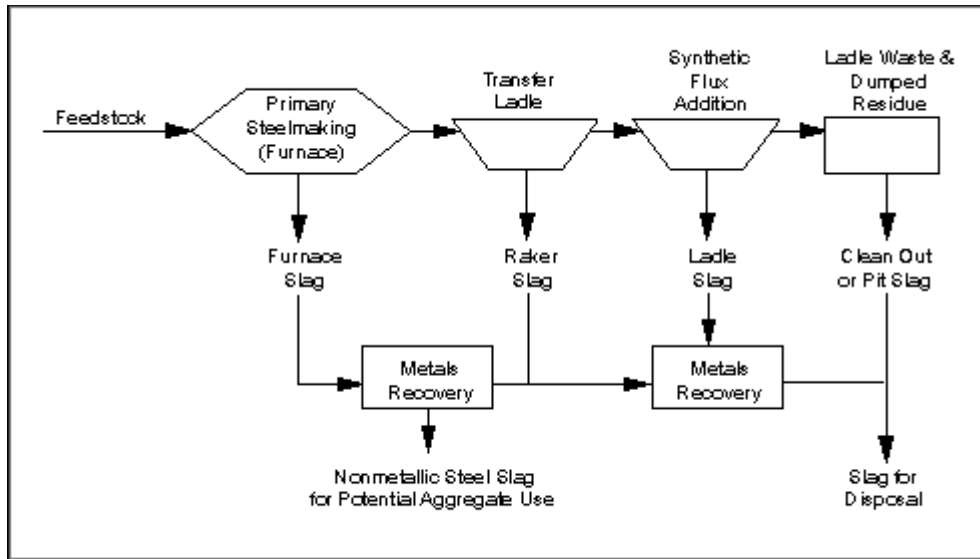 Feedstock
Primary
Steelmaking
(Furnace)
Transfer
Ladle
Synthetic
Flux
Addition
Ladle Waste &
Dumped
Residue
Furnace
Slag
Raker
Slag
Ladle
Slag
Clean Out
or Pit Slag
Metals
Recovery
Metals
Recovery
Nonmetallic Steel Slag
for Potential Aggregate Use
Slag for
Disposal